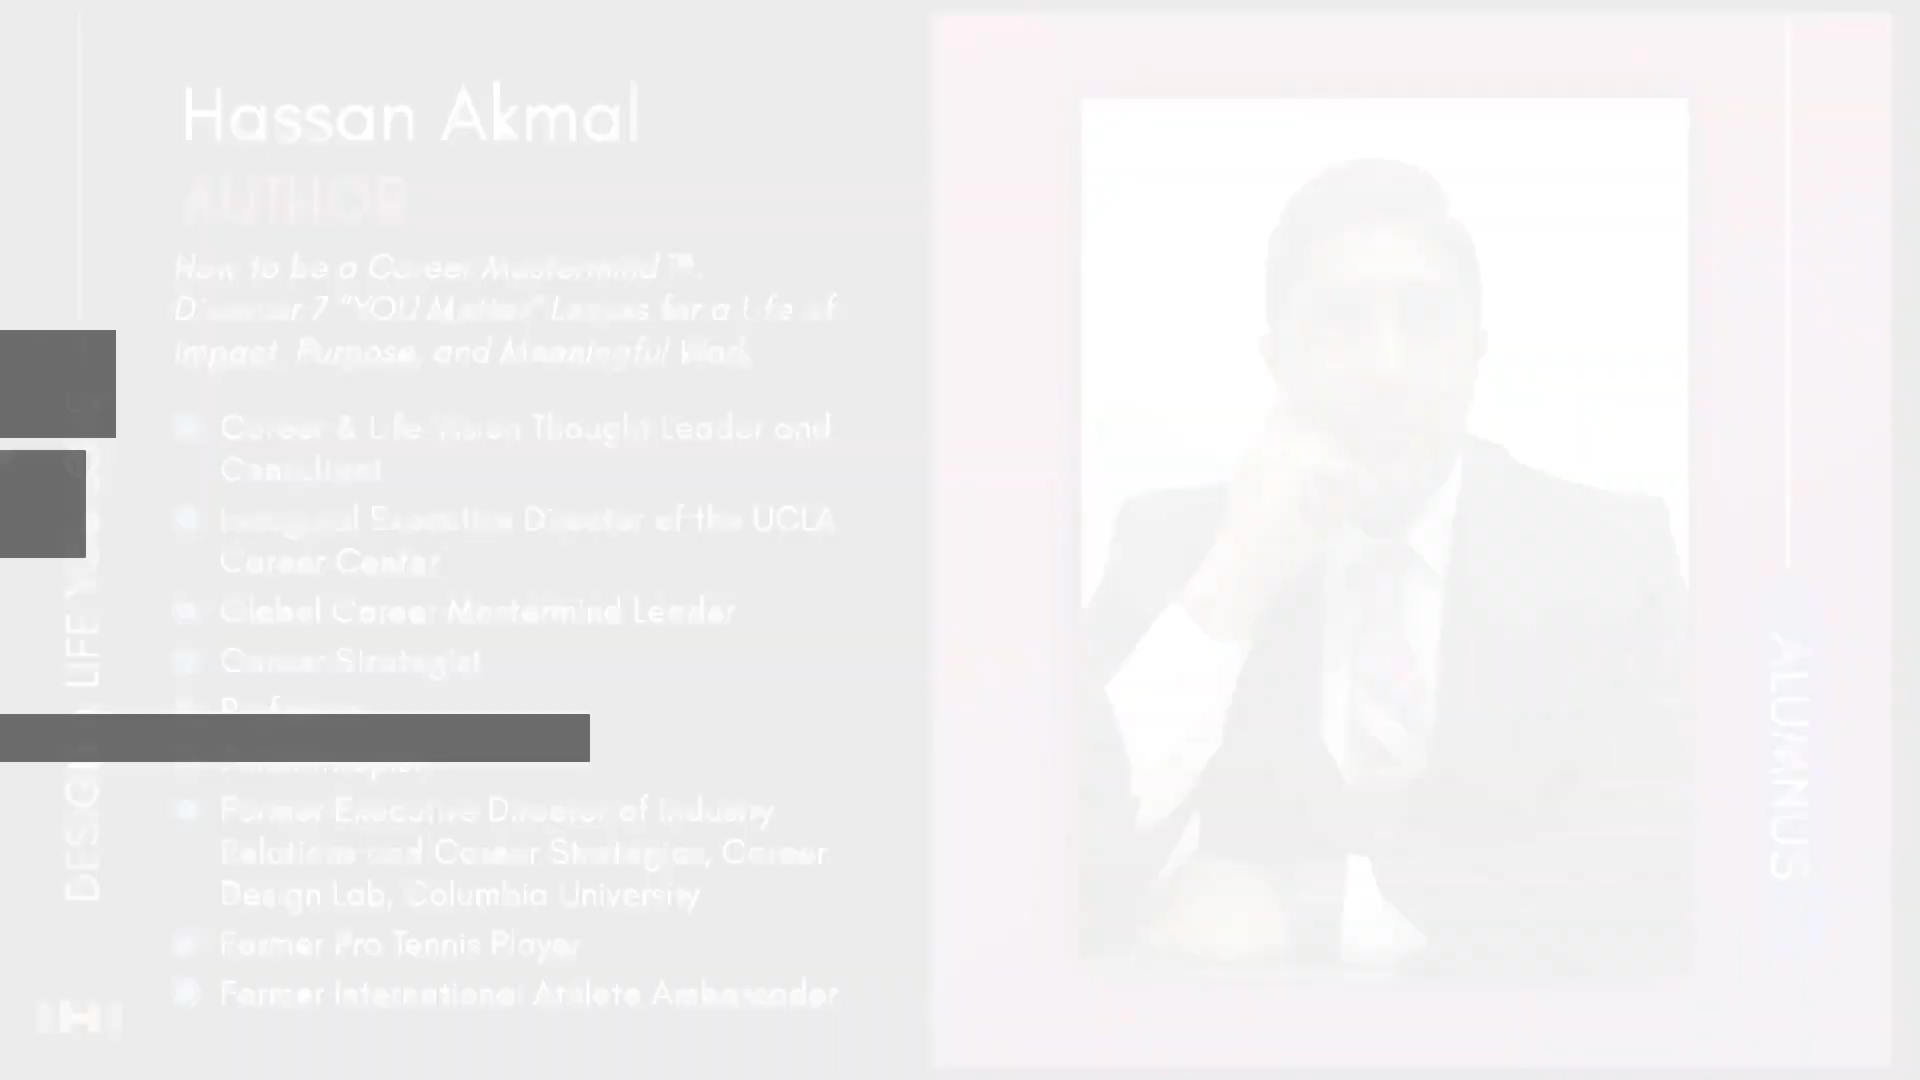 Hassan Akmal
AUTHOR
How to be a Career Mastermind™:
Discover 7 "YOU Matter" Lenses for a Life of
Impact, Purpose, and Meaningful Work
Career & Life Vision Thought Leader and
Consultant
Inaugural Executive Director of the UCLA
Career Center
Global Career Mastermind Leader
Career Strategist
Professor
Former Executive Director of Industry
Relations and Career Strategies, Career
Design Lab, Columbia University
Former Pro Tennis Player
Former International Athlete Ambassador
LIFE
ALUMNUS